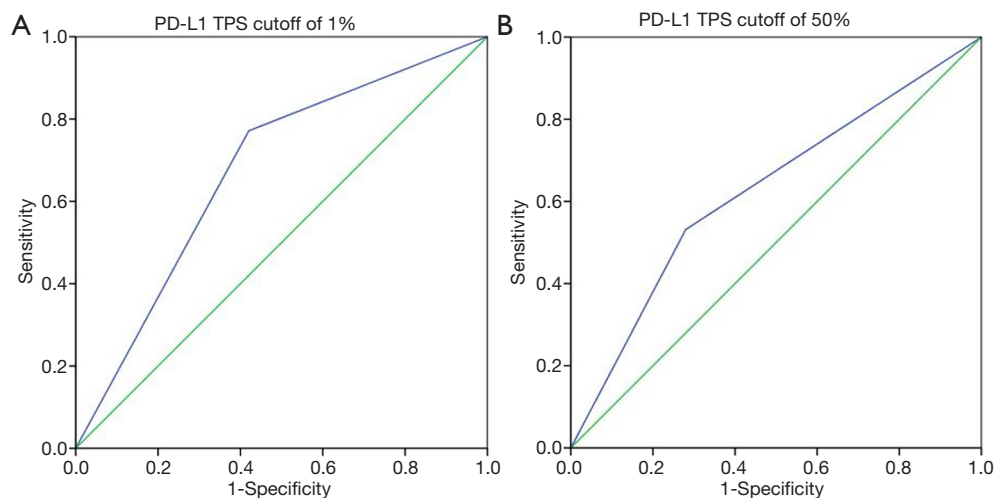 A
PD-L1 TPS cutoff of 1%
1.0
0.8
0.6
0.4
0.2
0.0
Sensitivity
0.0 0.2 0.4 0.6 0.8 1.0
1-Specificity
B
PD-L1 TPS cutoff of 50%
1.0
0.8
0.6
0.4
0.2
0.0
Sensitivity
0.0 0.2 0.4 0.6 0.8 1.0
1-Specificity